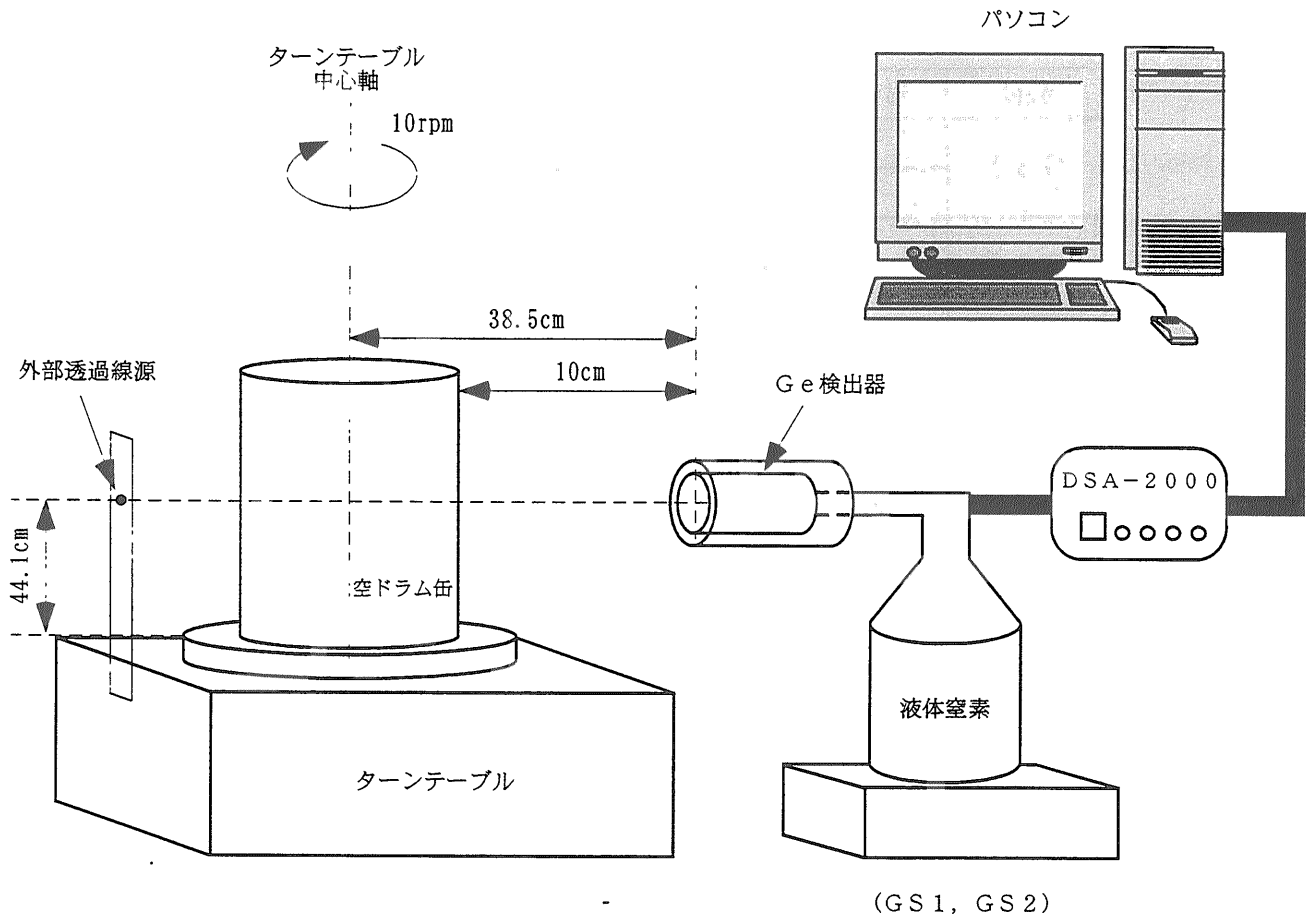 パソコン
ターンテーブル
中心軸
10rpm
38.5cm
10cm
外部透過線源
Ge検出器
DSA-2000
44.1cm
空ドラム缶
液体窒素
ターンテーブル
(GS1, GS2)